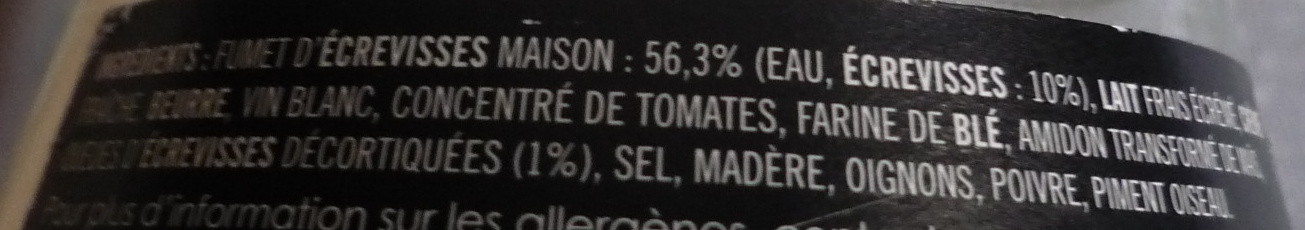 INGRÉDIENTS : FUMET D'ÉCREVISSES MAISON : 56,3% (EAU, ÉCREVISSES : 10%), LAIT FRAIS ÉCRÉMÉ,
FRAÎCHE, BEURRE, VIN BLANC, CONCENTRÉ DE TOMATES, FARINE DE BLÉ, AMIDON TRANSFORMÉ DE MAÏS,
QUEUES D'ÉCREVISSES DÉCORTIQUÉES (1%), SEL, MADÈRE, OIGNONS, POIVRE, PIMENT OISEAU.
Pour plus d'information sur les allergènes,